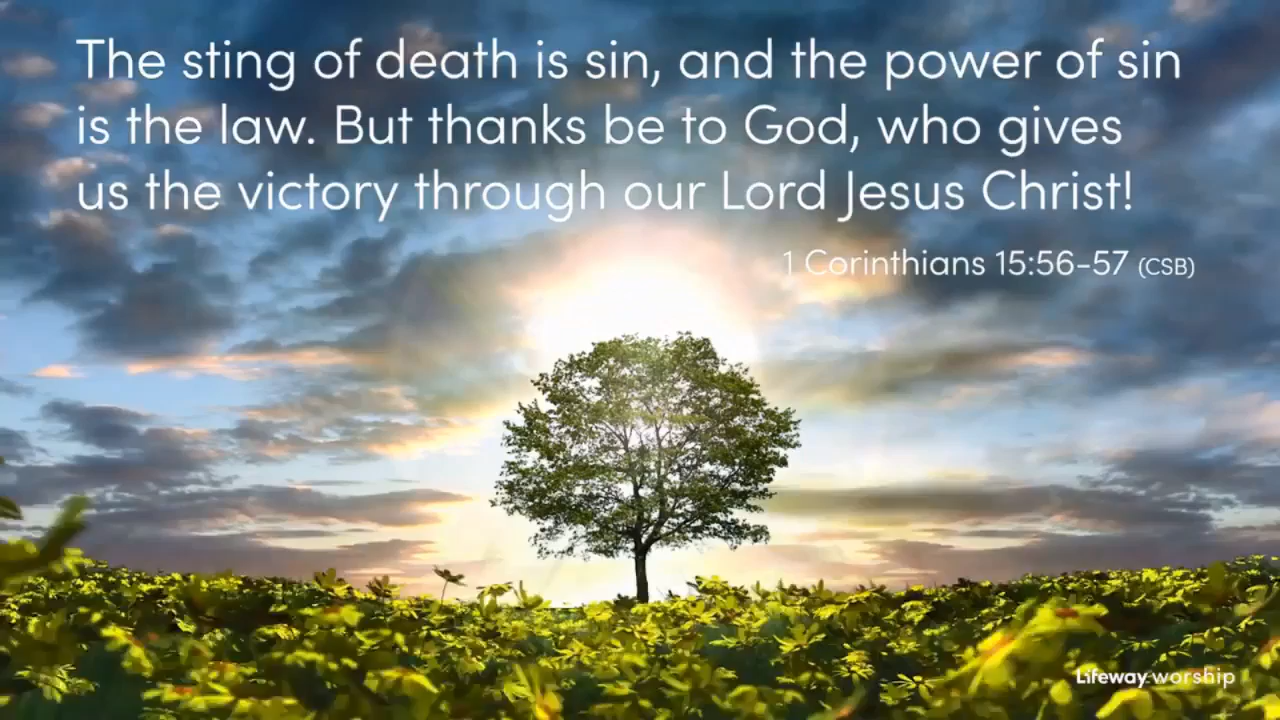 The sting of death is sin, and the power of sin
is the law. But thanks be to God, who gives
us the victory through our Lord Jesus Christ!
1 Corinthians 15:56-57 (CSB)
Lifeway worship